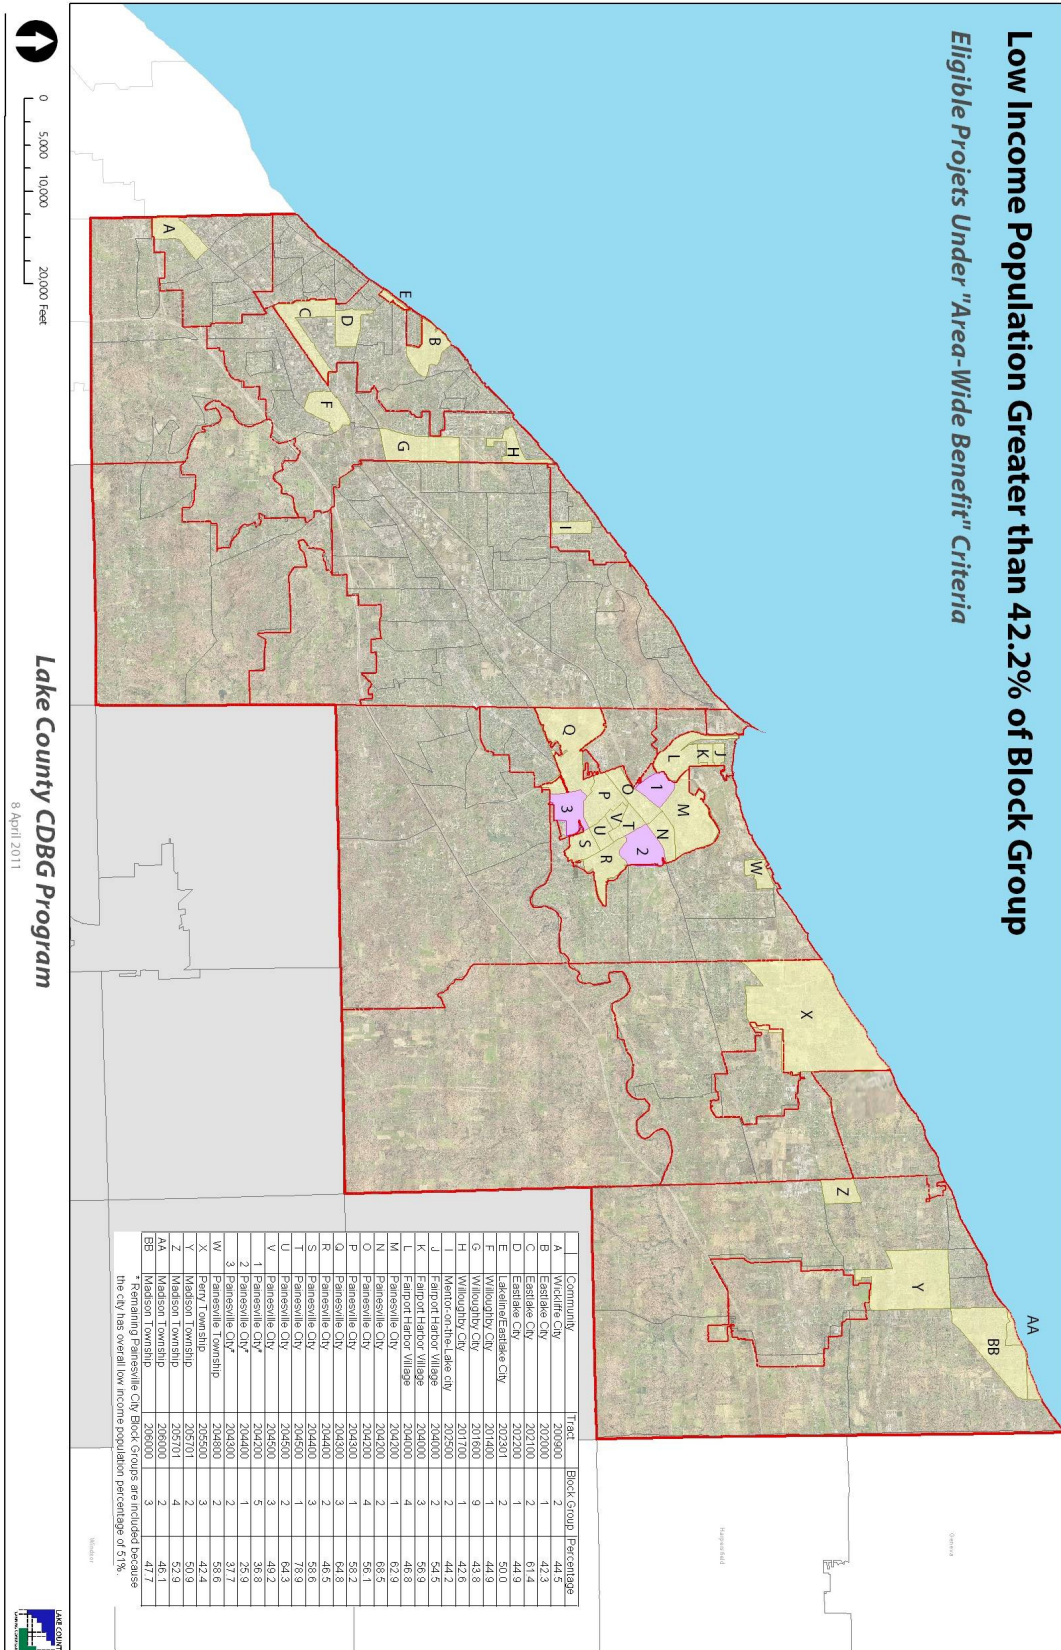 Low Income Population Greater than 42.2% of Block Group
Eligible Projets Under "Area-Wide Benefit" Criteria
A
E
B
C
D
F
G
H
I
Q
J
K
L
1
M
O
P
N
T
V
3
U
2
S
R
W
X
Z
Y
AA
BB
Community Tract Block Group Percentage
A Wickliffe City 200900 2 44.5
B Eastlake City 202000 1 42.3
C Eastlake City 202100 2 61.4
D Eastlake City 202200 1 44.9
E Lakeline/Eastlake City 202301 2 50.0
F Willoughby City 201400 1 44.9
G Willoughby City 201600 9 43.8
H Willoughby City 201700 1 42.6
I Mentor-on-the-Lake city 202500 2 44.2
J Fairport Harbor Village 204000 2 54.5
K Fairport Harbor Village 204000 3 56.9
L Fairport Harbor Village 204000 4 46.8
M Painesville City 204200 1 62.9
N Painesville City 204200 2 68.5
O Painesville City 204200 4 56.1
P Painesville City 204300 1 58.2
Q Painesville City 204300 3 64.8
R Painesville City 204400 2 46.5
S Painesville City 204400 3 58.6
T Painesville City 204500 1 78.9
U Painesville City 204500 2 64.3
V Painesville City 204500 3 49.2
1 Painesville City* 204200 5 36.8
2 Painesville City* 204400 1 25.9
3 Painesville City* 204300 2 37.7
W Painesville Township 204800 2 58.6
X Perry Township 205500 3 42.4
Y Madison Township 205701 2 50.9
Z Madison Township 205701 4 52.9
AA Madison Township 206000 2 46.1
BB Madison Township 206000 3 47.7
* Remaining Painesville City Block Groups are included because
the city has overall low income population percentage of 51%.
Geneva
Harpersfield
Windsor
0 5,000 10,000 20,000 Feet
Lake County CDBG Program
8 April 2011
LAKE COUNTY